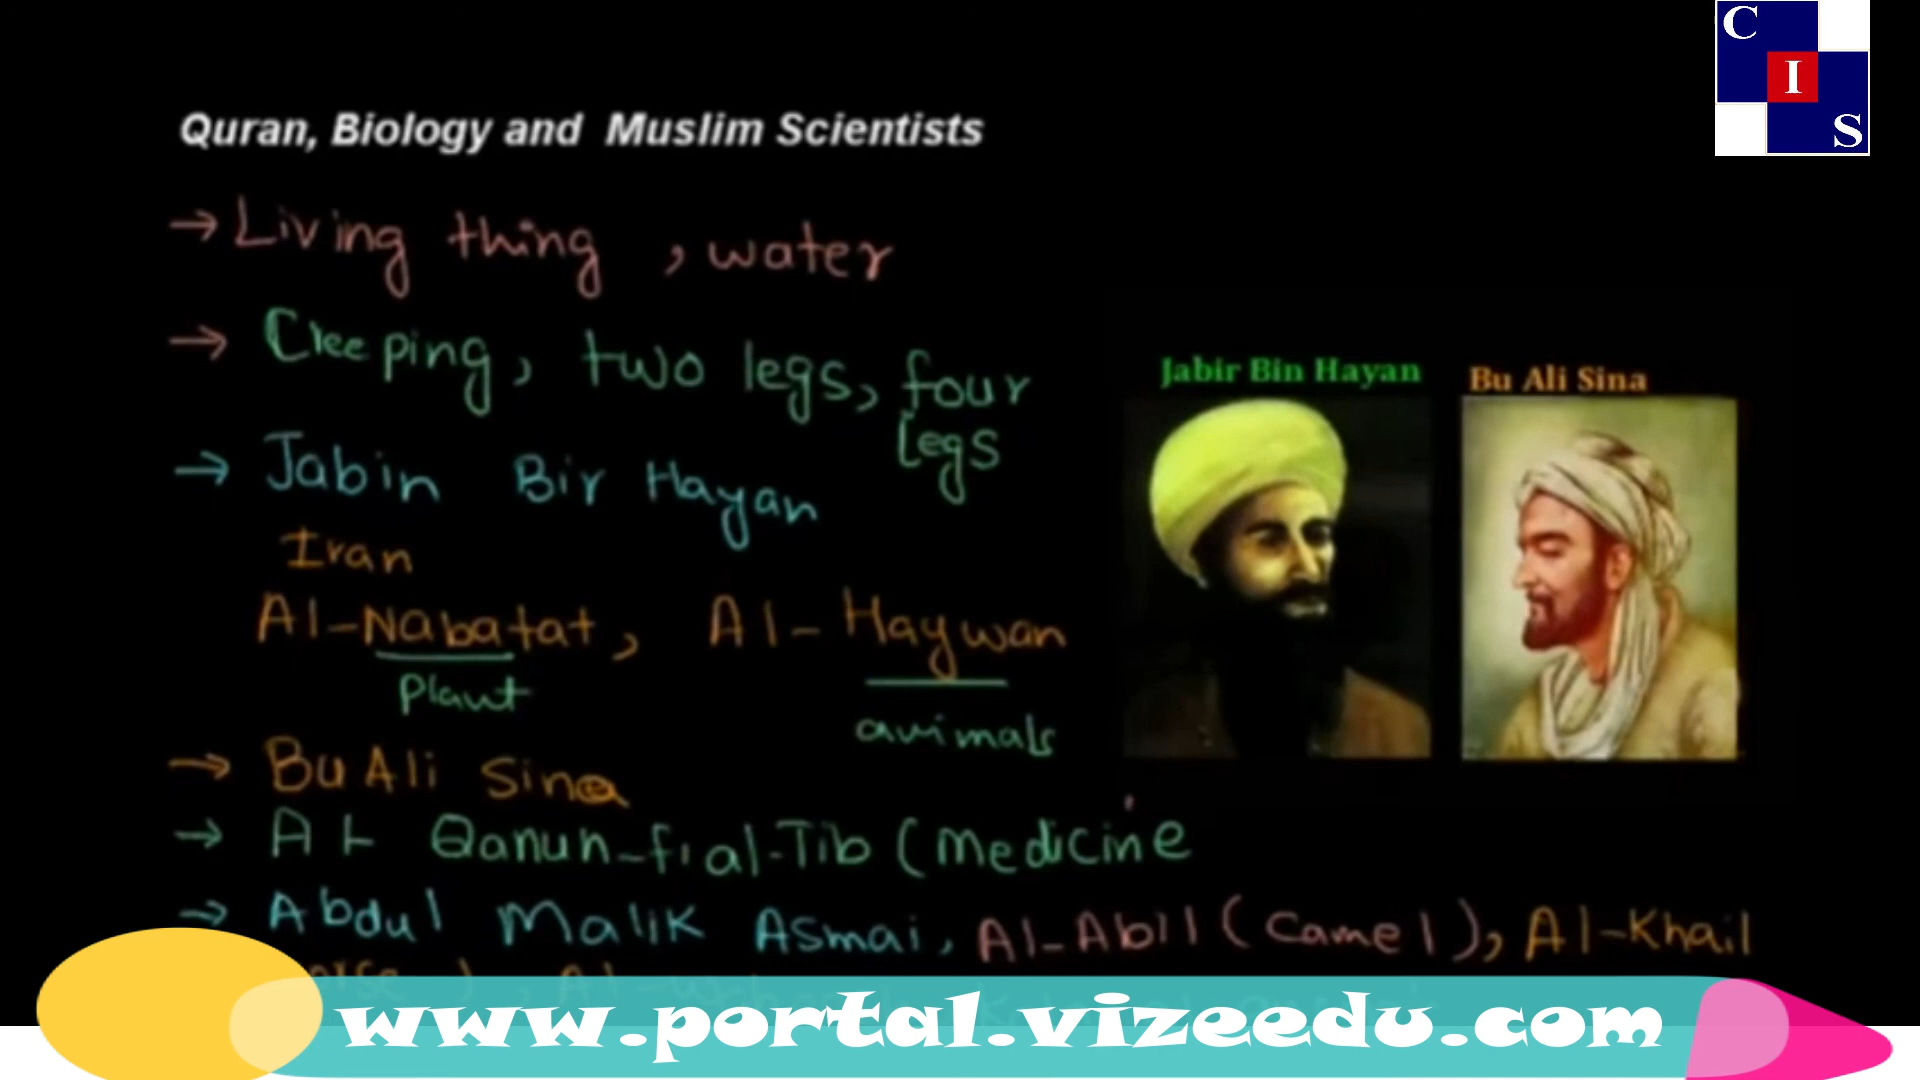 C
I
S
Quran, Biology and Muslim Scientists
→ Living thing , water
→ Cleeping, two legs, four
legs
Jabir Bin Hayan
Bu Ali Sina
→ Jabin Bir Hayan
Iran
Al-Nabatat, Al-Haywan
Plant
animals
→ Bu Ali Sina
→ Al Qanun-fi al-Tib (Medicine
→ Abdul Malik Asmai, Al-Abil (Camel), Al-Khail
www.portal.vizeedu.com